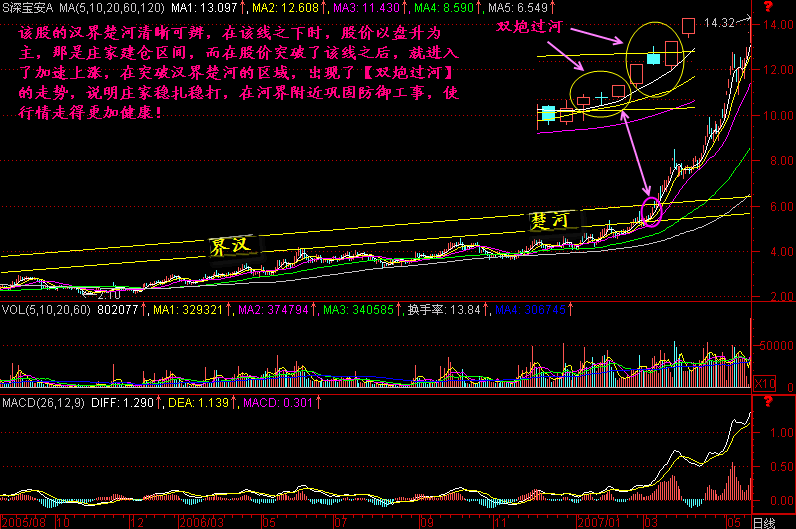 S深宝安A MA(5,10,20,60,120) MA1: 13.097↑, MA2: 12.608↑, MA3: 11.430↑, MA4: 8.590↑, MA5: 6.549↑ ?
该股的汉界楚河清晰可辨，在该线之下时，股价以盘升为
主，那是庄家建仓区间，而在股价突破了该线之后，就进入
了加速上涨，在突破汉界楚河的区域，出现了【双炮过河】
的走势，说明庄家稳扎稳打，在河界附近巩固防御工事，使
行情走得更加健康！
双炮过河
14.32
14.00
12.00
10.00
8.00
6.00
4.00
2.00
界汉
楚河
2.10
VOL(5,10,20,60) 802077↑, MA1: 329321↑, MA2: 374794↑, MA3: 340585↑, 换手率: 13.84↑, MA4: 306745↑
50000
0
X10
MACD(26,12,9) DIFF: 1.290↑, DEA: 1.139↑, MACD: 0.301↑ ?
1.00
0.50
0.00
2005/08 10 12 2006/03 05 07 09 11 2007/01 03 05 日线